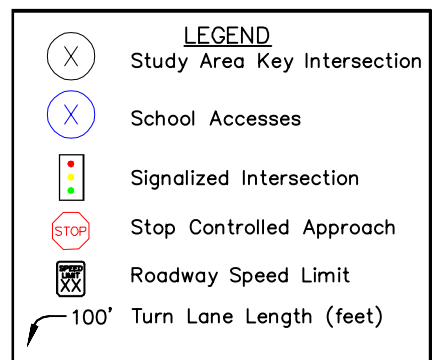 LEGEND
X Study Area Key Intersection
X School Accesses
Signalized Intersection
STOP Stop Controlled Approach
SPEED
LIMIT
XX Roadway Speed Limit
100' Turn Lane Length (feet)